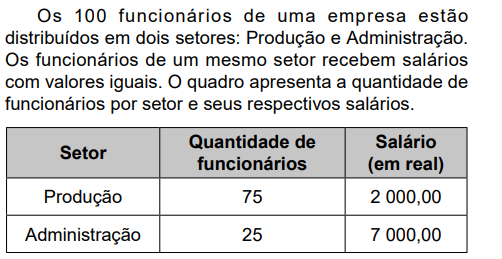 Os 100 funcionários de uma empresa estão
distribuídos em dois setores: Produção e Administração.
Os funcionários de um mesmo setor recebem salários
com valores iguais. O quadro apresenta a quantidade de
funcionários por setor e seus respectivos salários.
Setor Quantidade de funcionários Salário (em real)
Produção 75 2 000,00
Administração 25 7 000,00